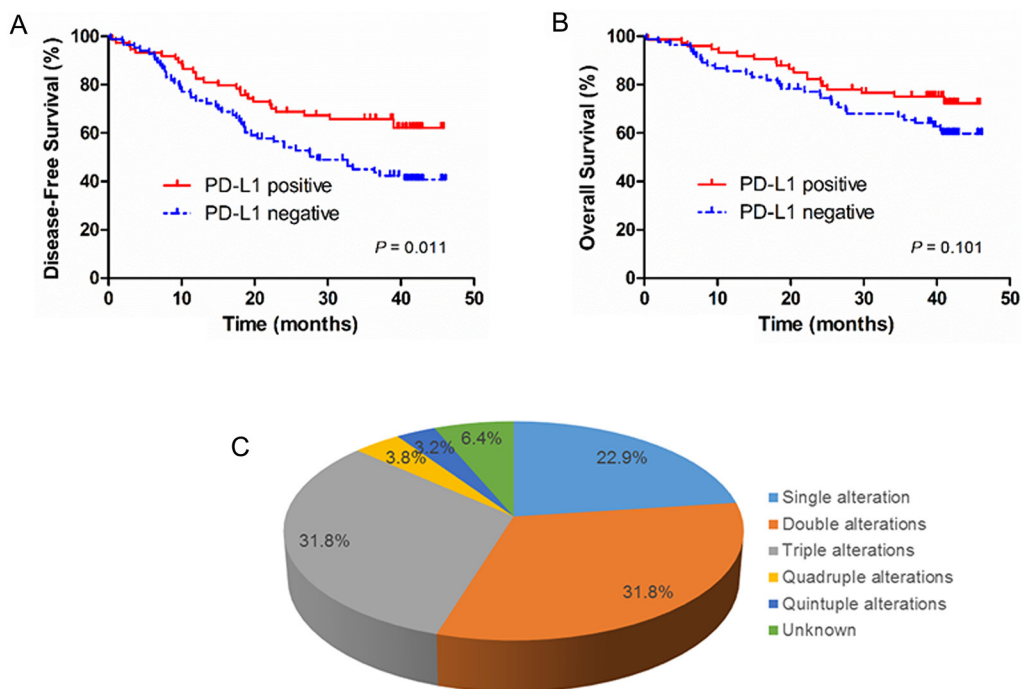 A
Disease-Free Survival (%)
100
80
60
40
20
0
PD-L1 positive
PD-L1 negative
P = 0.011
0 10 20 30 40 50
Time (months)
B
Overall Survival (%)
100
80
60
40
20
0
PD-L1 positive
PD-L1 negative
P = 0.101
0 10 20 30 40 50
Time (months)
C
6.4%
3.2%
3.8%
22.9%
31.8%
31.8%
Single alteration
Double alterations
Triple alterations
Quadruple alterations
Quintuple alterations
Unknown